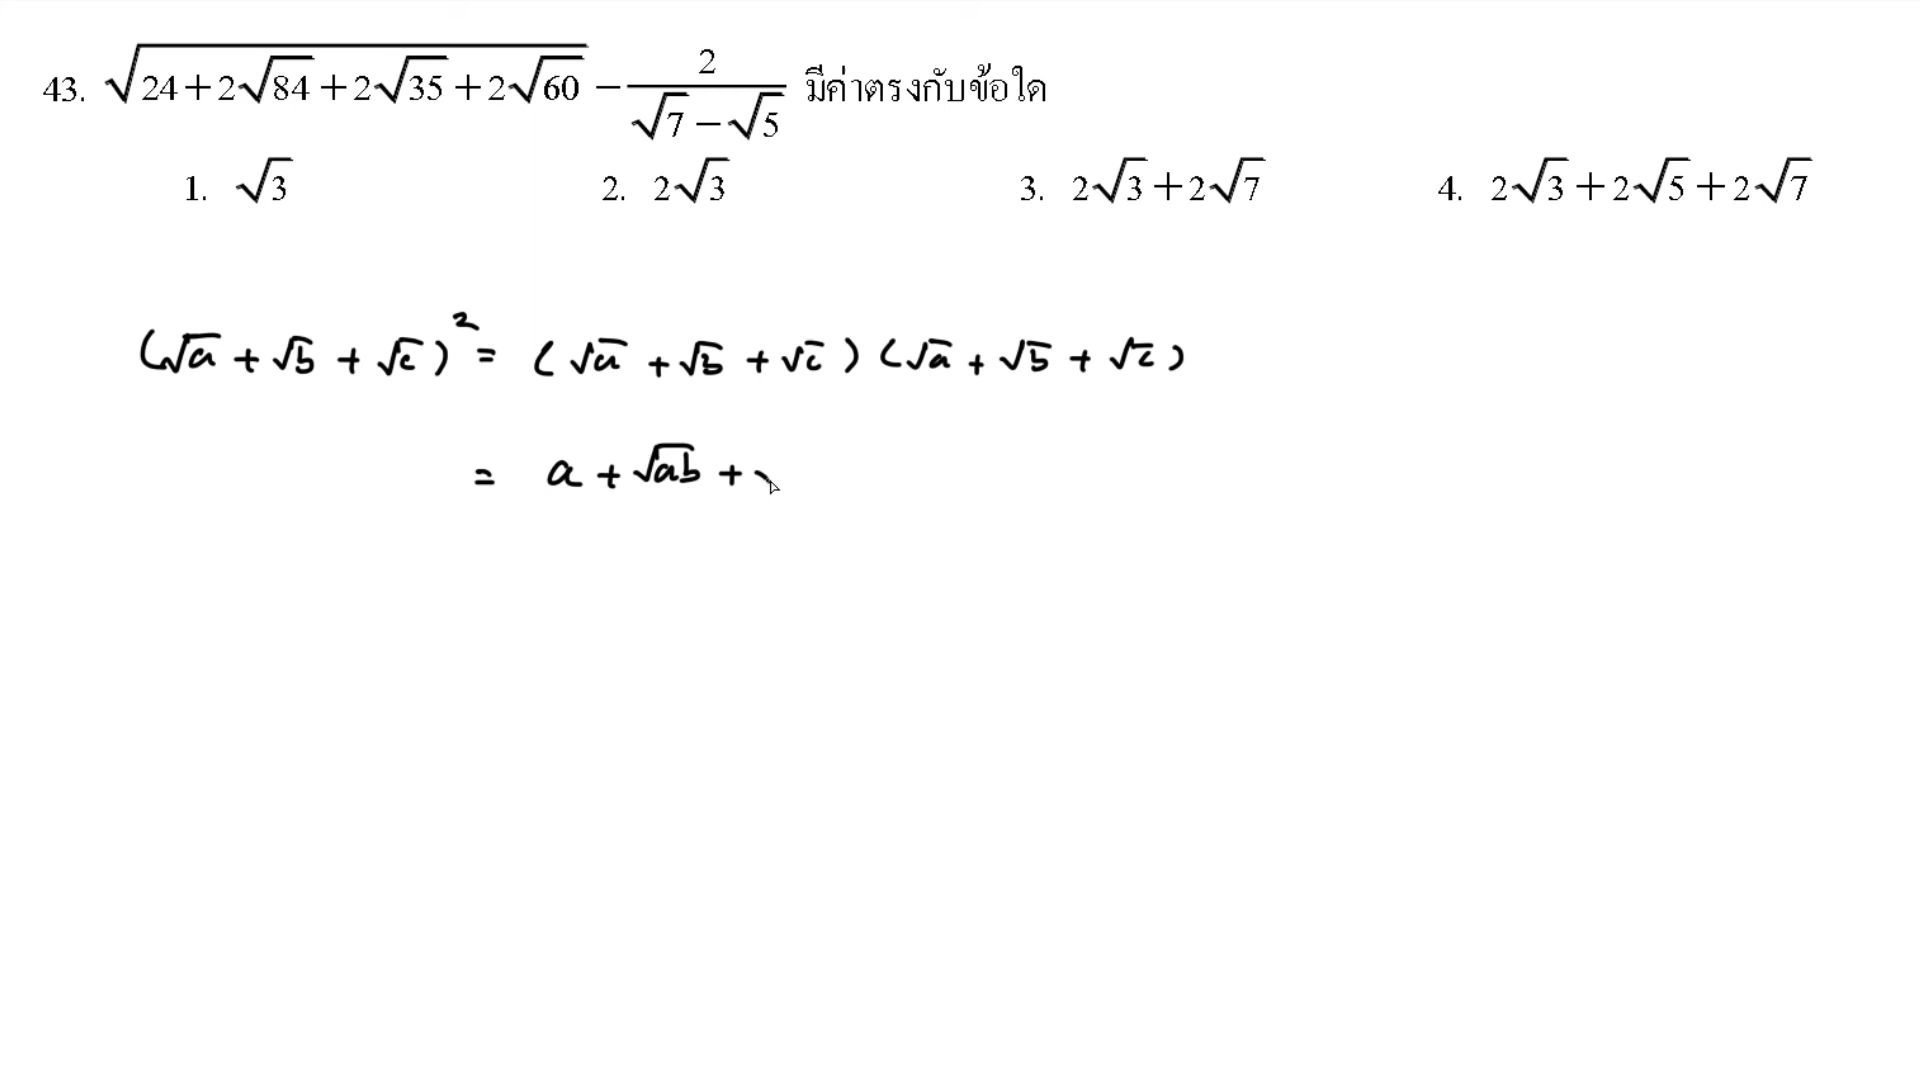 43. √(24+2√84+2√35+2√60) − 2/(√7−√5) มีค่าตรงกับข้อใด
1. √3 2. 2√3 3. 2√3+2√7 4. 2√3+2√5+2√7
(√a + √b + √c)² = (√a + √b + √c)(√a + √b + √c)
= a + √ab +